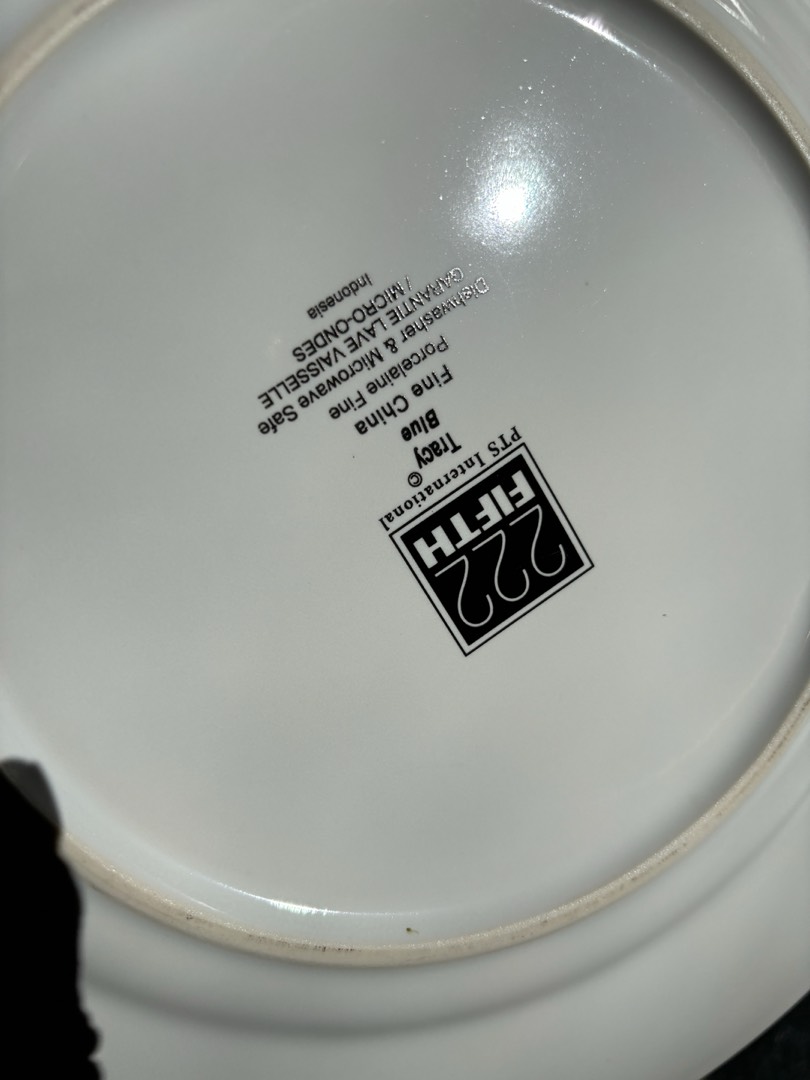 222
FIFTH
PTS International
©
Tracy
Blue
Fine China
Porcelaine Fine
Dishwasher & Microwave Safe
GARANTIE LAVE VAISSELLE
/ MICRO-ONDES
Indonesia